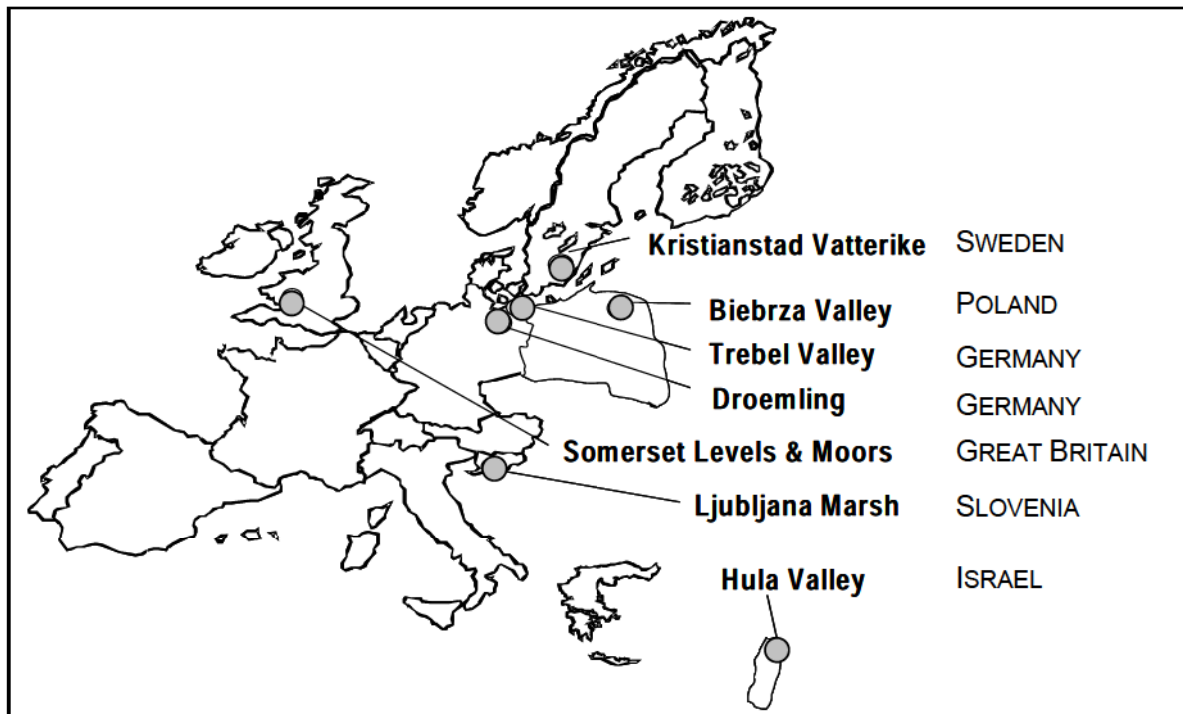 Kristianstad Vatterike SWEDEN
Biebrza Valley POLAND
Trebel Valley GERMANY
Droemling GERMANY
Somerset Levels & Moors GREAT BRITAIN
Ljubljana Marsh SLOVENIA
Hula Valley ISRAEL